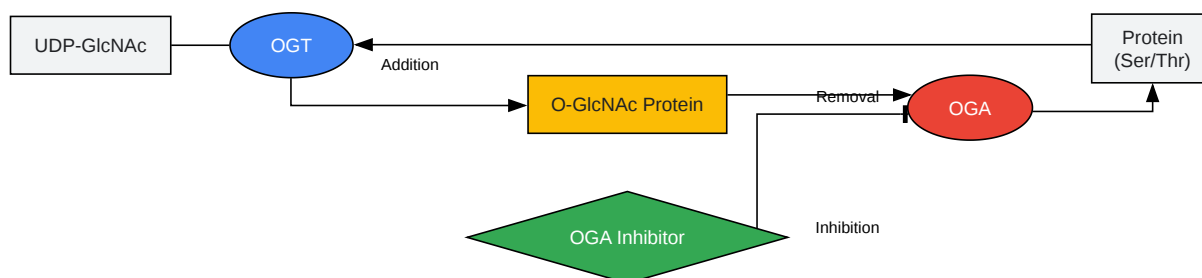 UDP-GlcNAc
OGT
Protein
(Ser/Thr)
Addition
O-GlcNAc Protein
Removal
OGA
OGA Inhibitor
Inhibition